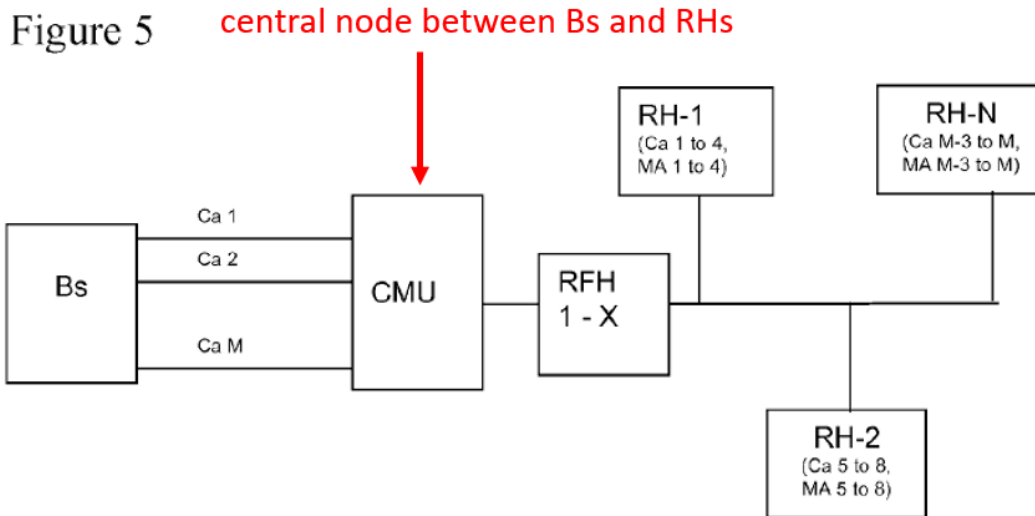 Figure 5
central node between Bs and RHs
RH-1
(Ca 1 to 4,
MA 1 to 4)
RH-N
(Ca M-3 to M,
MA M-3 to M)
Bs
Ca 1
Ca 2
Ca M
CMU
RFH
1 - X
RH-2
(Ca 5 to 8,
MA 5 to 8)